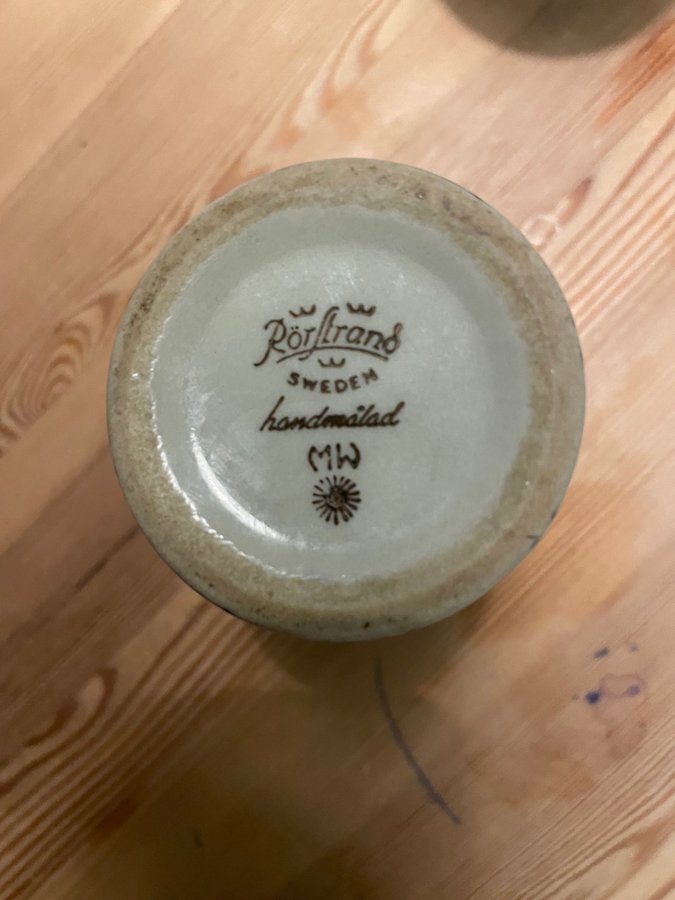 Rörstrand
SWEDEN
handmålad
MW